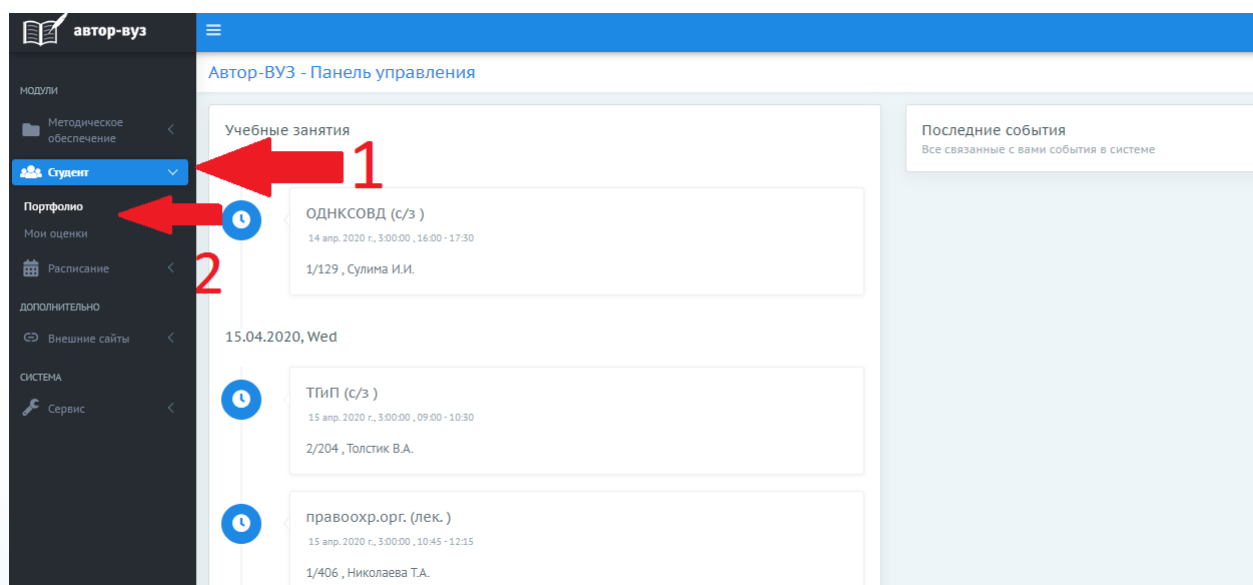 автор-вуз
Автор-ВУЗ - Панель управления
МОДУЛИ
Методическое
обеспечение
Студент
Портфолио
Мои оценки
Расписание
ДОПОЛНИТЕЛЬНО
Внешние сайты
СИСТЕМА
Сервис
1
2
Учебные занятия
ОДНКСОВД (с/з )
14 апр. 2020 г., 3:00:00 , 16:00 - 17:30
1/129 , Сулима И.И.
15.04.2020, Wed
ТГиП (с/з )
15 апр. 2020 г., 3:00:00 , 09:00 - 10:30
2/204 , Толстик В.А.
правоохр.орг. (лек. )
15 апр. 2020 г., 3:00:00 , 10:45 - 12:15
1/406 , Николаева Т.А.
Последние события
Все связанные с вами события в системе